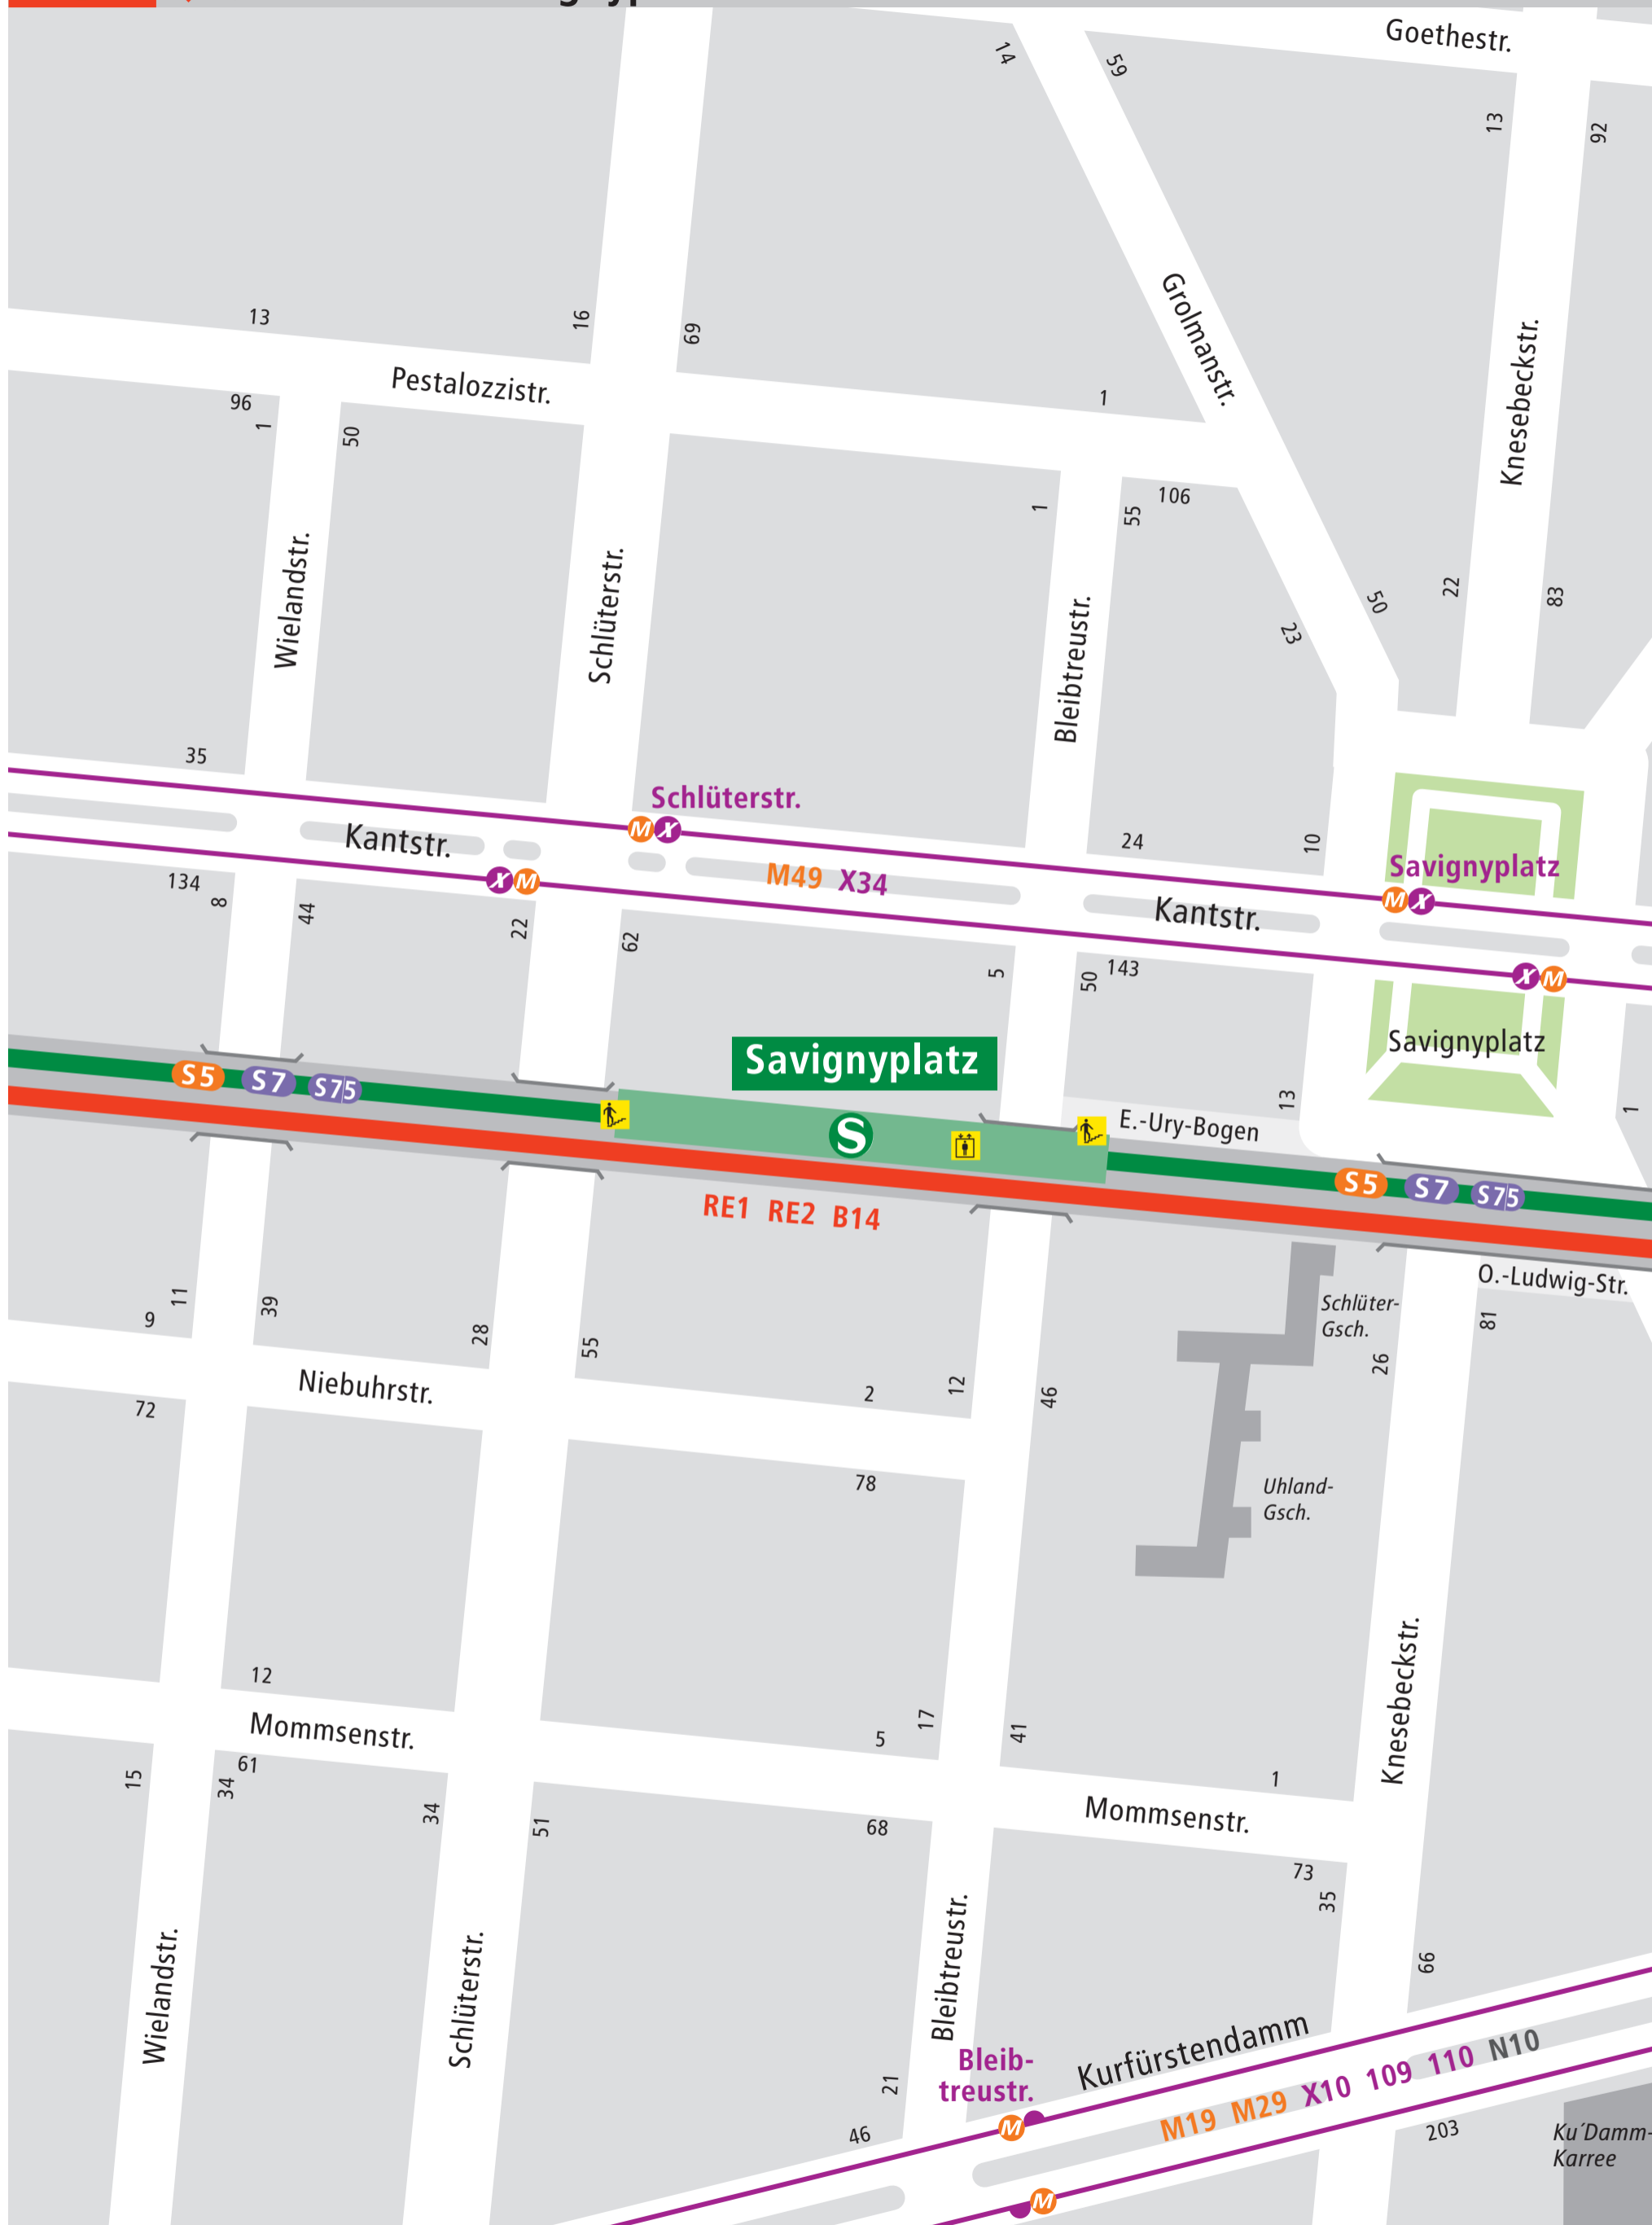 Goethestr.
14
59
13
92
Grolmanstr.
Knesebeckstr.
13
16
69
Pestalozzistr.
1
96
1
50
106
1
55
Wielandstr.
Schlüterstr.
Bleibtreustr.
50
22
83
23
35
Schlüterstr.
M X
Kantstr.
X M
M49 X34
24
10
Savignyplatz
M X
Kantstr.
134
8
44
22
62
5
50
143
X M
Savignyplatz
Savignyplatz
S5 S7 S75
S
E.-Ury-Bogen
13
1
S5 S7 S75
RE1 RE2 B14
O.-Ludwig-Str.
Schlüter-
Gsch.
9
11
39
28
55
81
26
Niebuhrstr.
2
12
46
72
78
Uhland-
Gsch.
12
Mommsenstr.
5
17
41
Knesebeckstr.
15
34
61
34
51
68
1
Mommsenstr.
73
35
66
Wielandstr.
Schlüterstr.
Bleibtreustr.
Bleib-
treustr.
Kurfürstendamm
M19 M29 X10 109 110 N10
21
46
M
M
203
Ku´Damm-
Karree